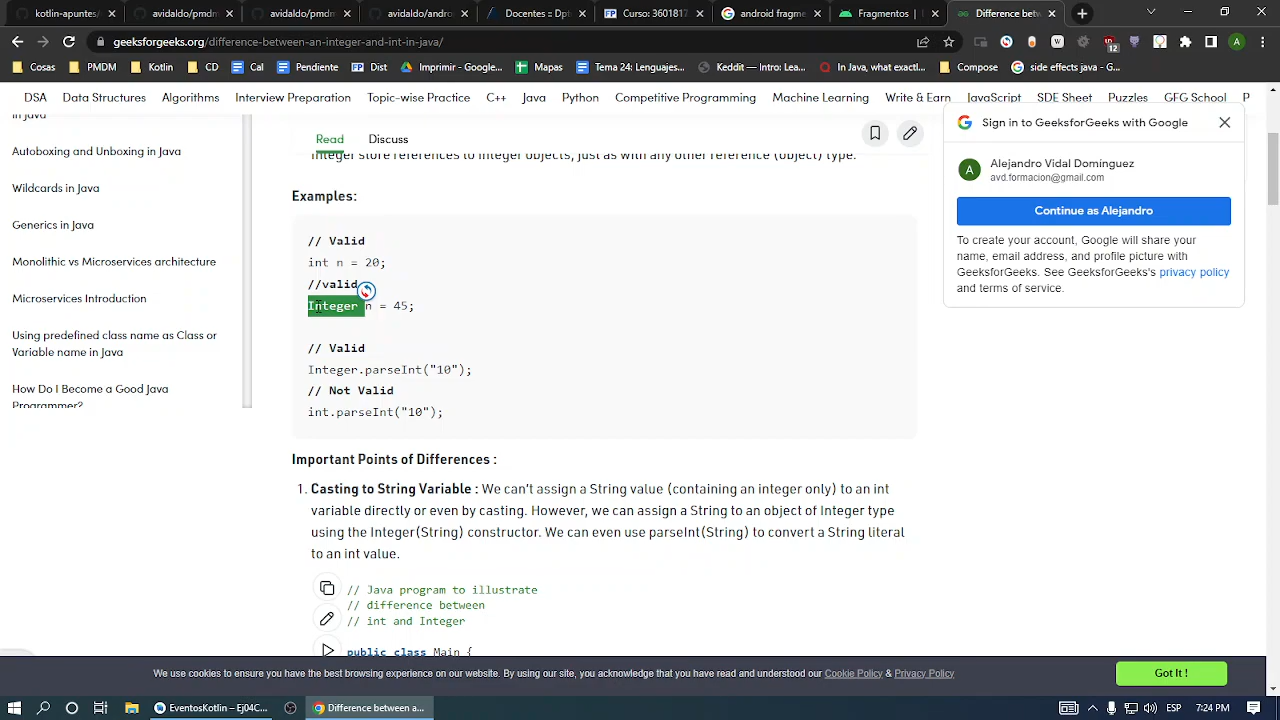 kotlin-apuntes/
avidaldo/pmdm
avidaldo/pmdm
avidaldo/andro
Docentes :: Dpt
Curso: 3601817
android fragme
Fragmentos |
Difference betw
geeksforgeeks.org/difference-between-an-integer-and-int-in-java/
12
A
Cosas
PMDM
Kotlin
CD
Cal
Pendiente
FP Dist
Imprimir - Google...
Mapas
Tema 24: Lenguajes...
Keddit — Intro: Lea...
In Java, what exactl...
Compose
side effects java - G...
DSA
Data Structures
Algorithms
Interview Preparation
Topic-wise Practice
C++
Java
Python
Competitive Programming
Machine Learning
Write & Earn
JavaScript
SDE Sheet
Puzzles
GFG School
in Java
Autoboxing and Unboxing in Java
Wildcards in Java
Generics in Java
Monolithic vs Microservices architecture
Microservices Introduction
Using predefined class name as Class or
Variable name in Java
How Do I Become a Good Java
Programmer?
Read
Discuss
Integer store references to Integer objects, just as with any other reference (object) type.
Examples:
// Valid
int n = 20;
//valid
Integer n = 45;
// Valid
Integer.parseInt("10");
// Not Valid
int.parseInt("10");
Important Points of Differences :
1. Casting to String Variable : We can't assign a String value (containing an integer only) to an int
variable directly or even by casting. However, we can assign a String to an object of Integer type
using the Integer(String) constructor. We can even use parseInt(String) to convert a String literal
to an int value.
// Java program to illustrate
// difference between
// int and Integer
public class Main {
Sign in to GeeksforGeeks with Google
A
Alejandro Vidal Domínguez
avd.formacion@gmail.com
Continue as Alejandro
To create your account, Google will share your
name, email address, and profile picture with
GeeksforGeeks. See GeeksforGeeks's privacy policy
and terms of service.
We use cookies to ensure you have the best browsing experience on our website. By using our site, you acknowledge that you have read and understood our Cookie Policy & Privacy Policy
Got It !
EventosKotlin – Ej04C...
Difference between a...
ESP
7:24 PM